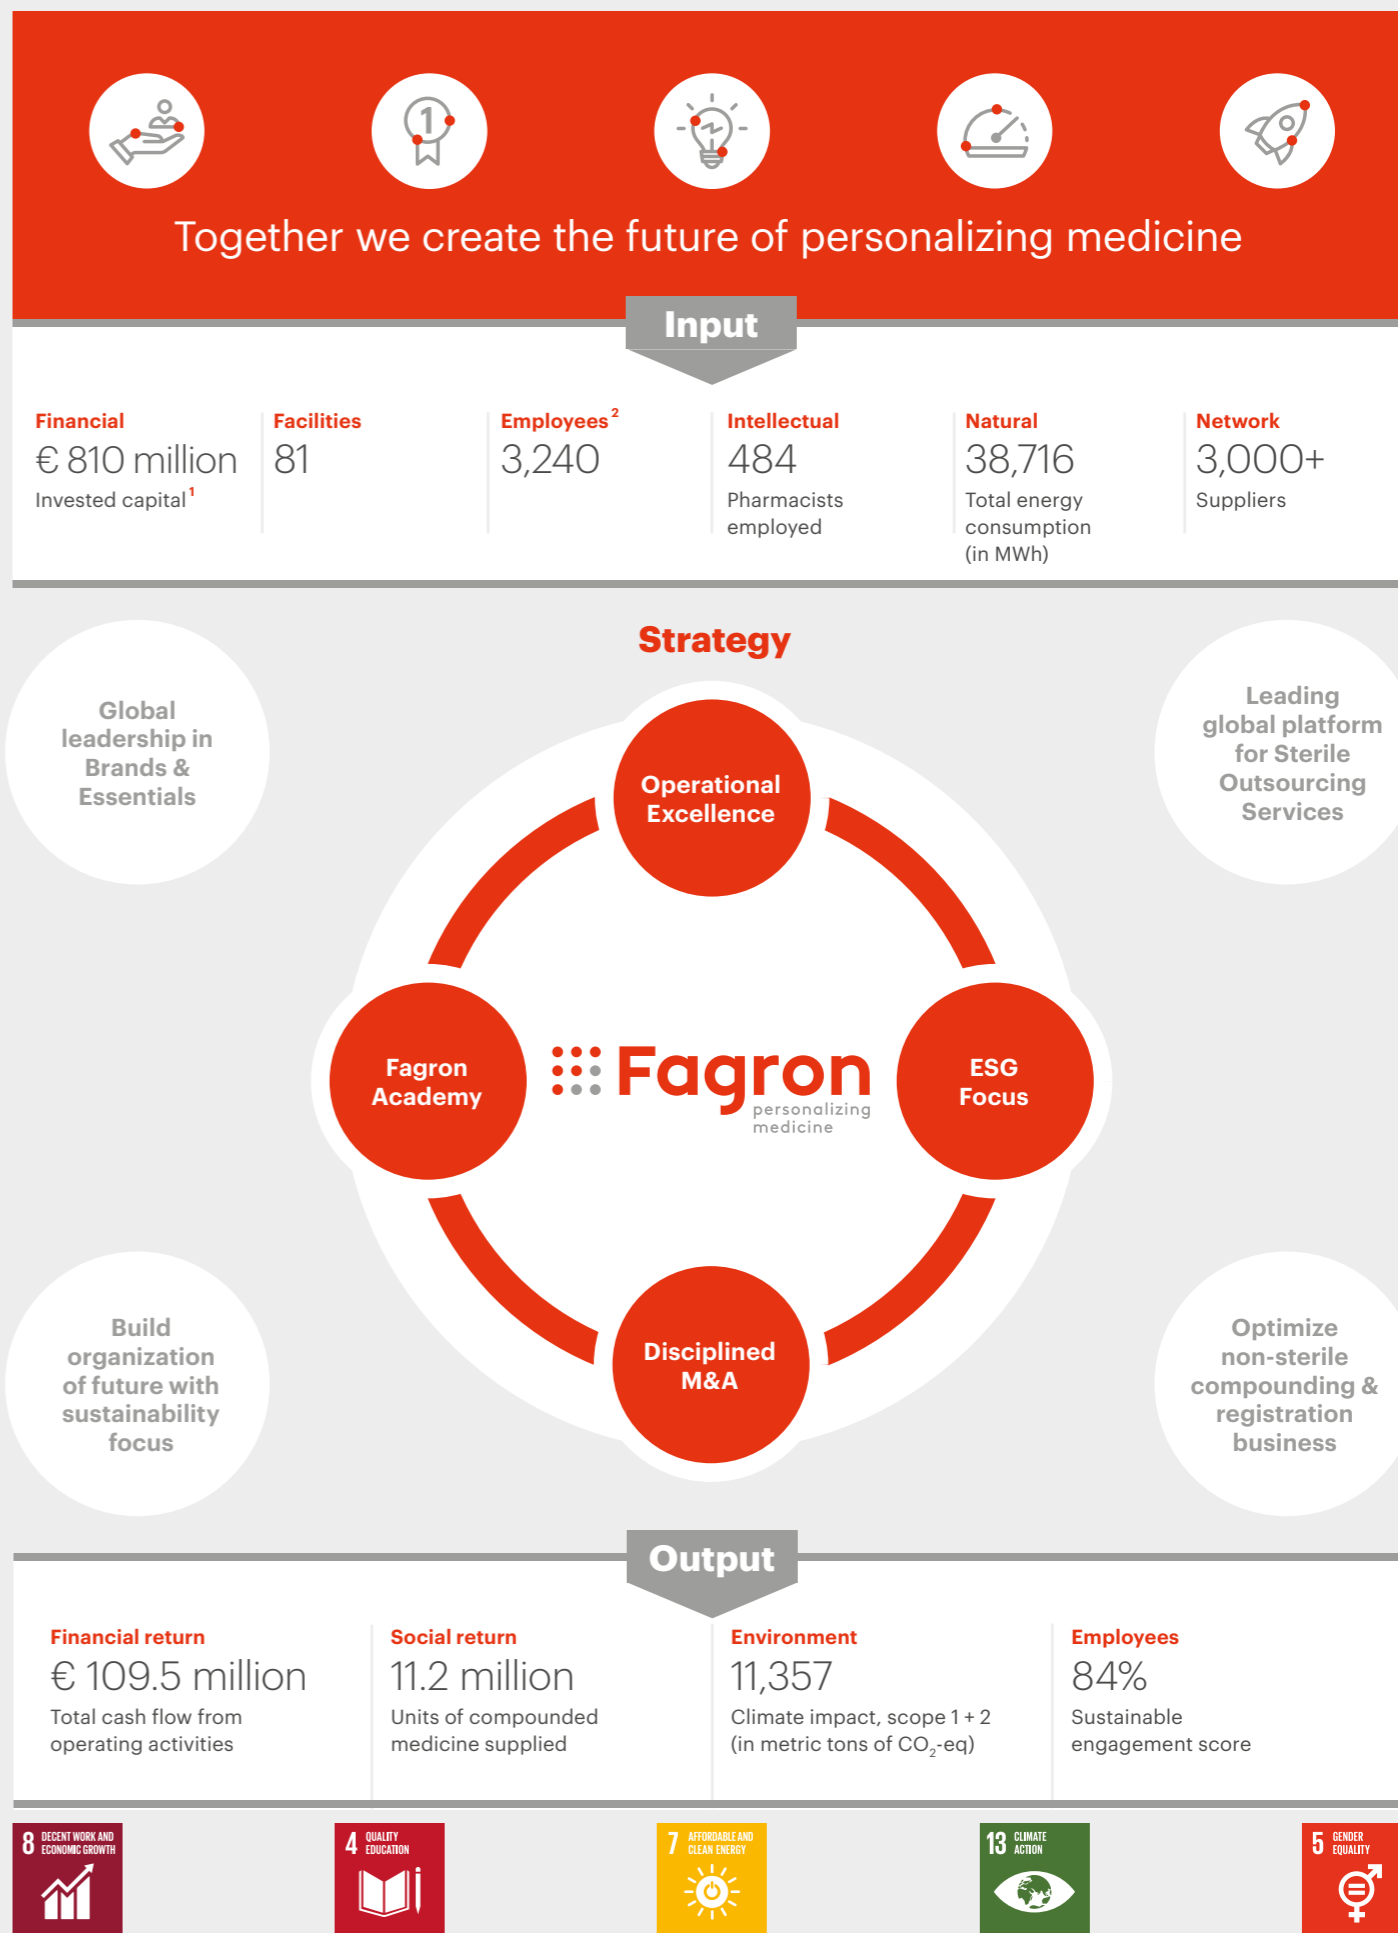 1
Together we create the future of personalizing medicine
Input
Financial
€ 810 million
Invested capital 1
Facilities
81
Employees 2
3,240
Intellectual
484
Pharmacists
employed
Natural
38,716
Total energy
consumption
(in MWh)
Network
3,000+
Suppliers
Strategy
Global
leadership in
Brands &
Essentials
Leading
global platform
for Sterile
Outsourcing
Services
Operational
Excellence
Fagron
Academy
Fagron
personalizing
medicine
ESG
Focus
Disciplined
M&A
Build
organization
of future with
sustainability
focus
Optimize
non-sterile
compounding &
registration
business
Output
Financial return
€ 109.5 million
Total cash flow from
operating activities
Social return
11.2 million
Units of compounded
medicine supplied
Environment
11,357
Climate impact, scope 1 + 2
(in metric tons of CO2-eq)
Employees
84%
Sustainable
engagement score
8 DECENT WORK AND
ECONOMIC GROWTH
4 QUALITY
EDUCATION
7 AFFORDABLE AND
CLEAN ENERGY
13 CLIMATE
ACTION
5 GENDER
EQUALITY